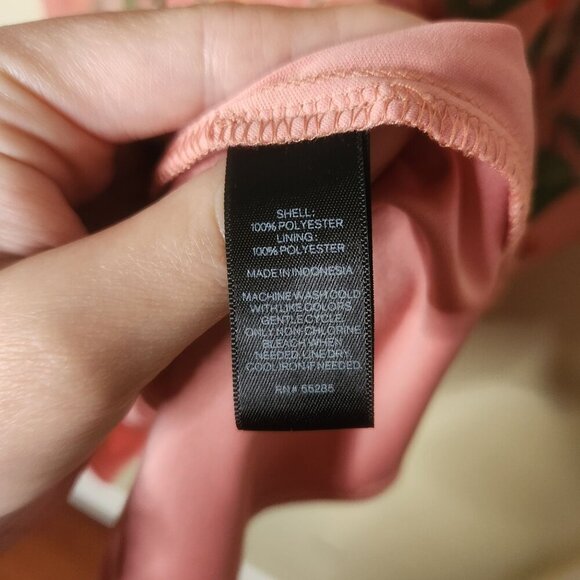 SHELL:
100% POLYESTER
LINING:
100% POLYESTER
MADE IN INDONESIA
MACHINE WASH COLD
WITH LIKE COLORS
GENTLE CYCLE
ONLY NON CHLORINE
BLEACH WHEN
NEEDED. LINE DRY.
COOL IRON IF NEEDED.
RN# 55285